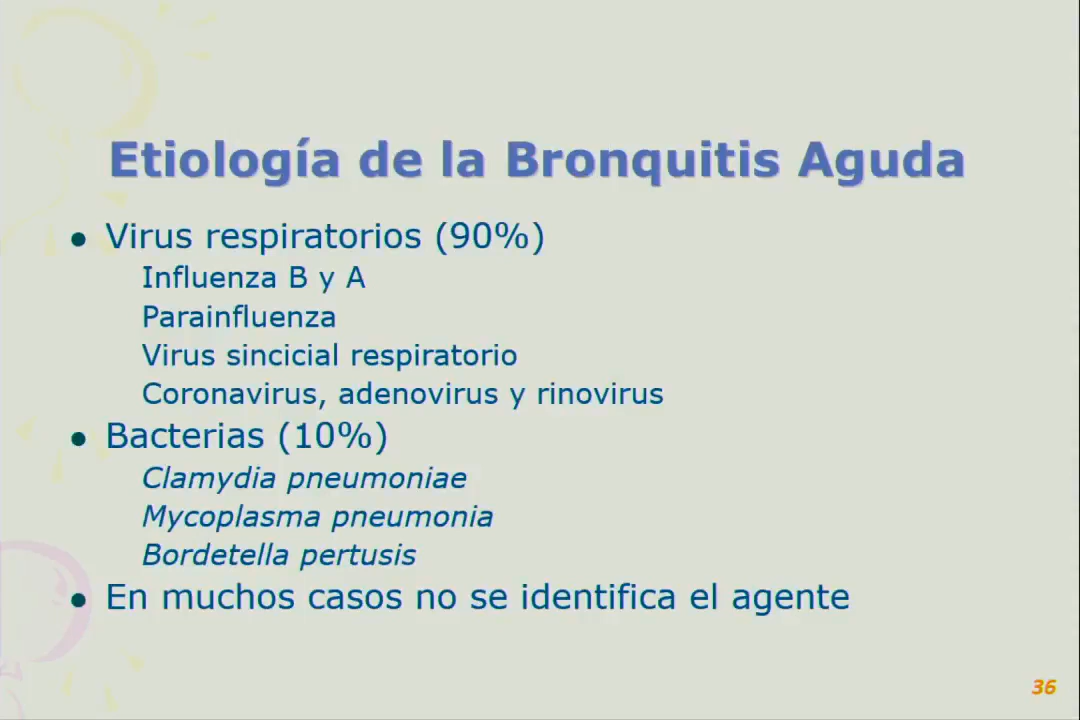 Etiología de la Bronquitis Aguda
Virus respiratorios (90%)
Influenza B y A
Parainfluenza
Virus sincicial respiratorio
Coronavirus, adenovirus y rinovirus
Bacterias (10%)
Clamydia pneumoniae
Mycoplasma pneumonia
Bordetella pertusis
En muchos casos no se identifica el agente
36